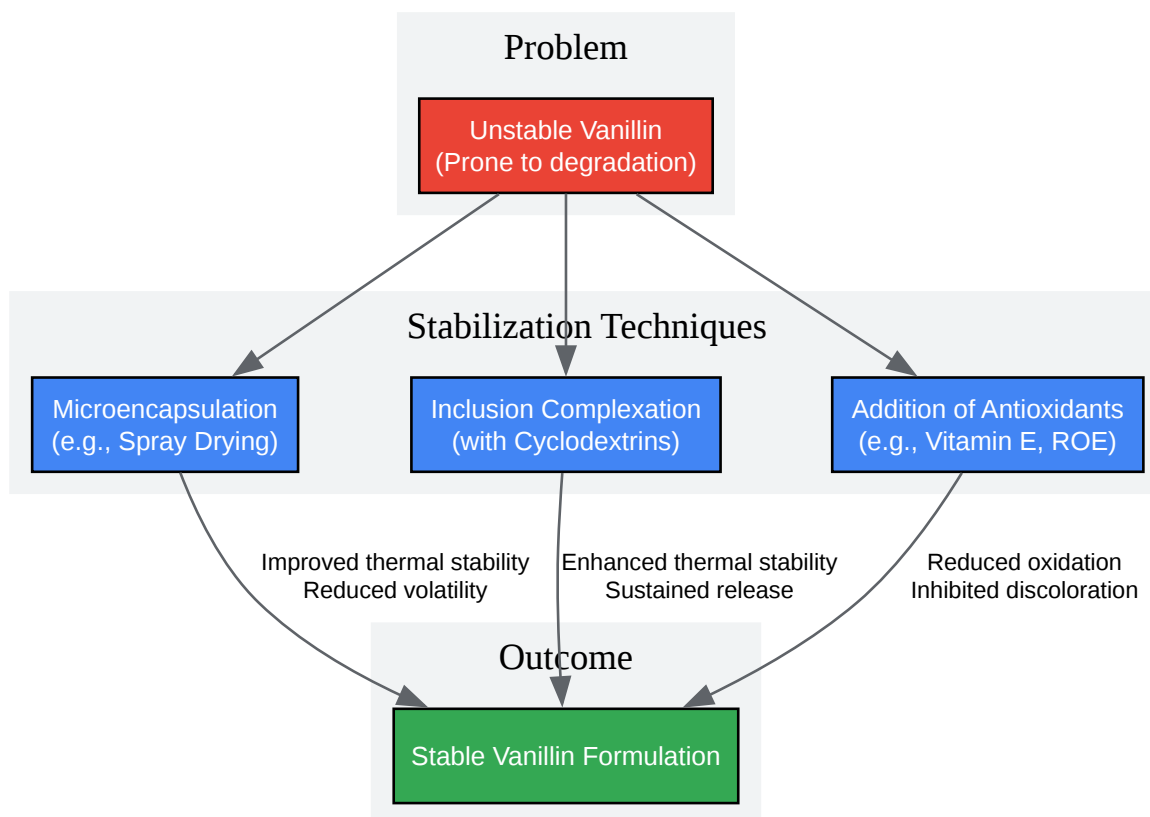 Problem
Unstable Vanillin
(Prone to degradation)
Stabilization Techniques
Microencapsulation
(e.g., Spray Drying)
Inclusion Complexation
(with Cyclodextrins)
Addition of Antioxidants
(e.g., Vitamin E, ROE)
Improved thermal stability
Reduced volatility
Enhanced thermal stability
Sustained release
Reduced oxidation
Inhibited discoloration
Outcome
Stable Vanillin Formulation